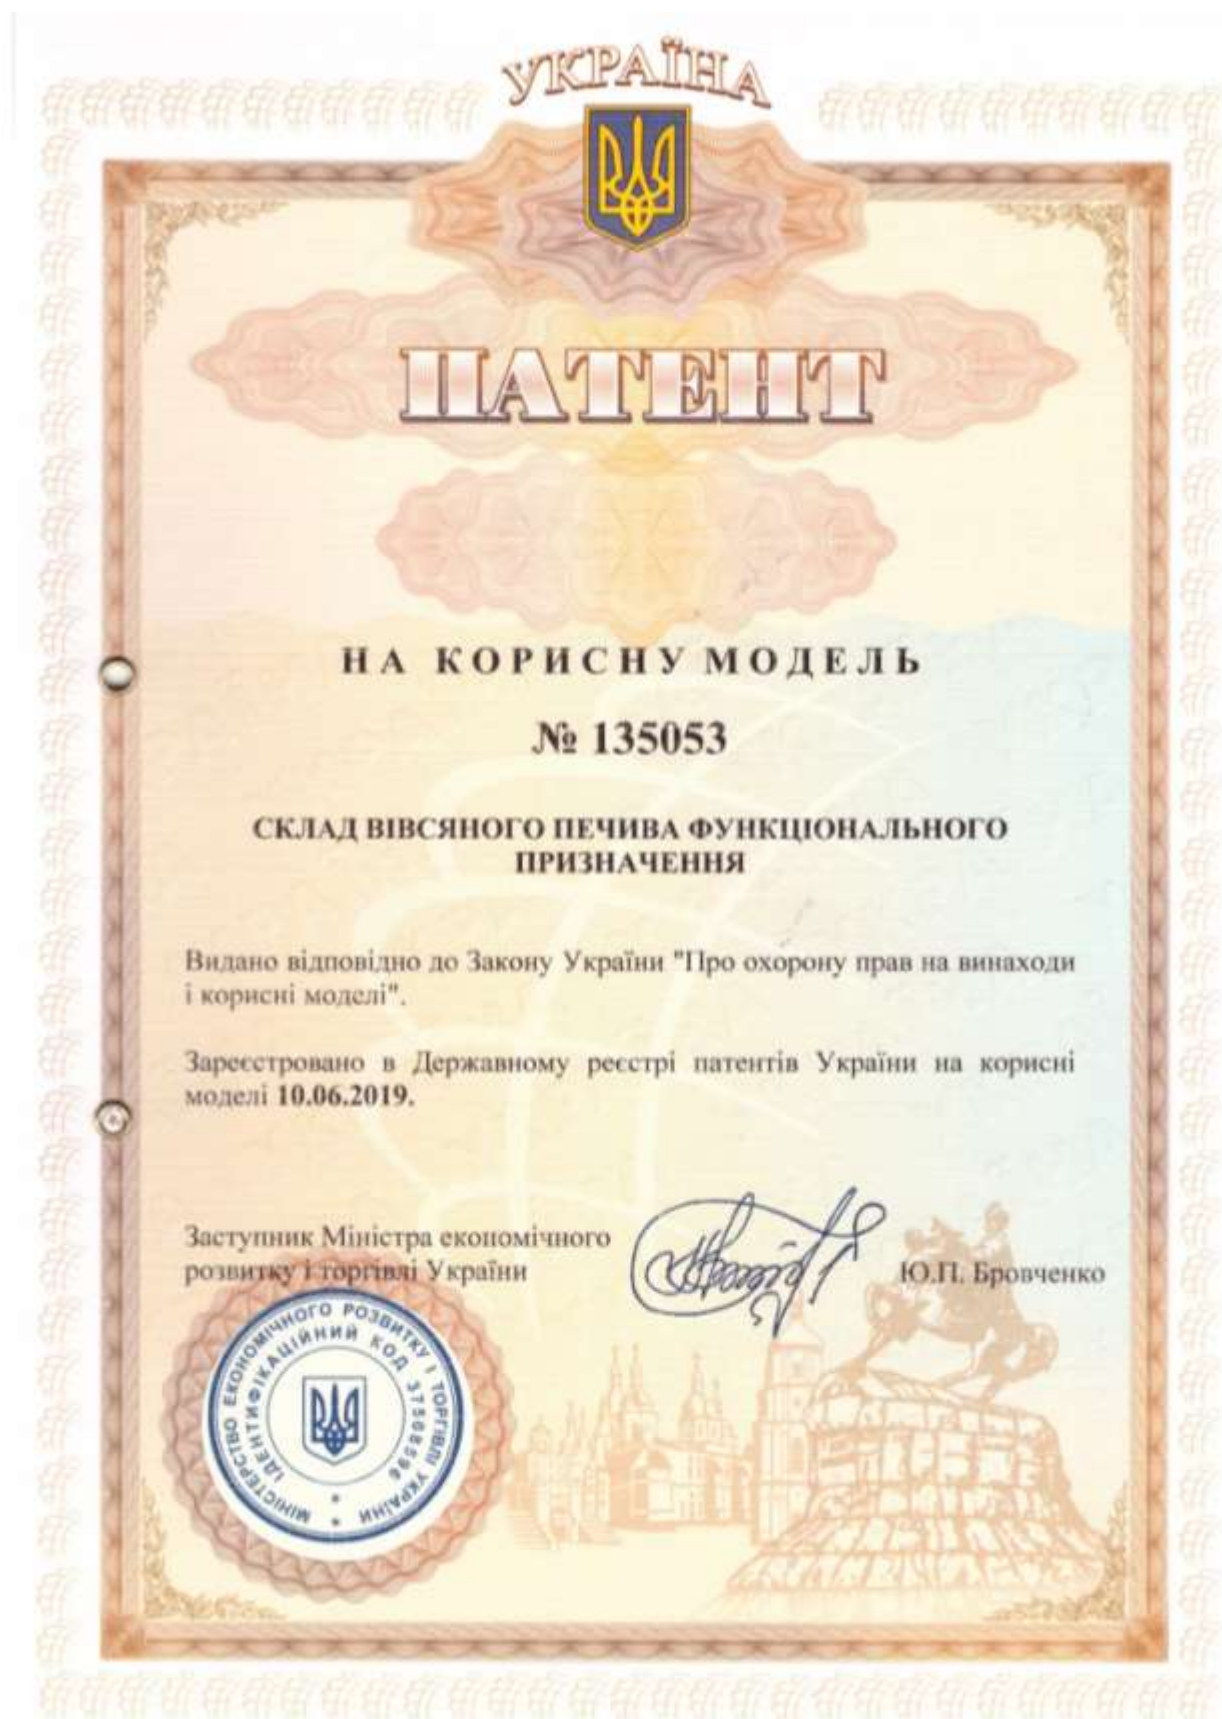 УКРАЇНА
ПАТЕНТ
НА КОРИСНУ МОДЕЛЬ
№ 135053
СКЛАД ВІВСЯНОГО ПЕЧИВА ФУНКЦІОНАЛЬНОГО
ПРИЗНАЧЕННЯ
Видано відповідно до Закону України "Про охорону прав на винаходи
і корисні моделі".
Зареєстровано в Державному реєстрі патентів України на корисні
моделі 10.06.2019.
Заступник Міністра економічного
розвитку і торгівлі України
Ю.П. Бровченко
МІНІСТЕРСТВО ЕКОНОМІЧНОГО РОЗВИТКУ І ТОРГІВЛІ УКРАЇНИ *
ІДЕНТИФІКАЦІЙНИЙ КОД 37508596 *